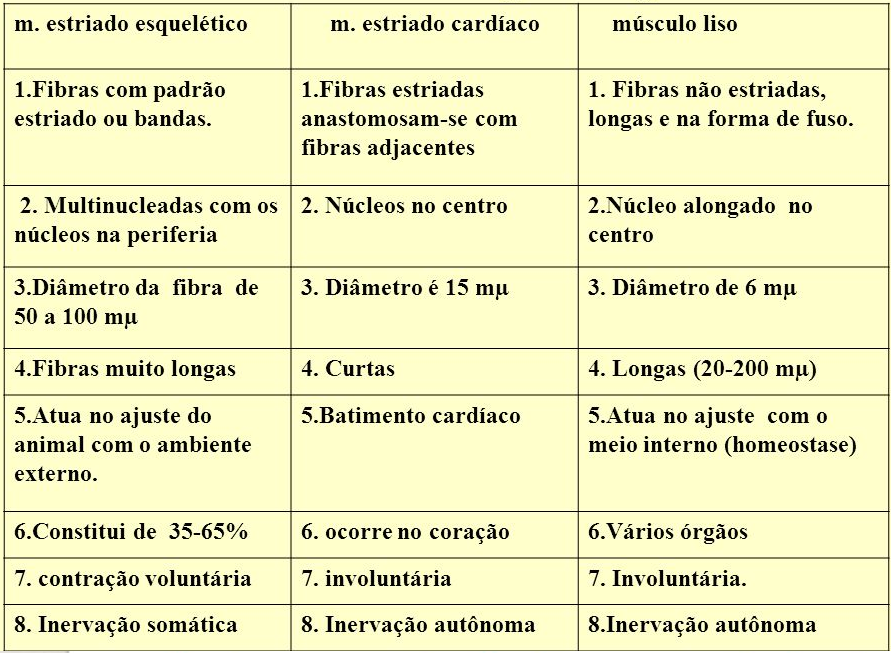 m. estriado esquelético
m. estriado cardíaco
músculo liso
1.Fibras com padrão
estriado ou bandas.
1.Fibras estriadas
anastomosam-se com
fibras adjacentes
1. Fibras não estriadas,
longas e na forma de fuso.
2. Multinucleadas com os
núcleos na periferia
2. Núcleos no centro
2.Núcleo alongado no
centro
3.Diâmetro da fibra de
50 a 100 mµ
3. Diâmetro é 15 mµ
3. Diâmetro de 6 mµ
4.Fibras muito longas
4. Curtas
4. Longas (20-200 mµ)
5.Atua no ajuste do
animal com o ambiente
externo.
5.Batimento cardíaco
5.Atua no ajuste com o
meio interno (homeostase)
6.Constitui de 35-65%
6. ocorre no coração
6.Vários órgãos
7. contração voluntária
7. involuntária
7. Involuntária.
8. Inervação somática
8. Inervação autônoma
8.Inervação autônoma